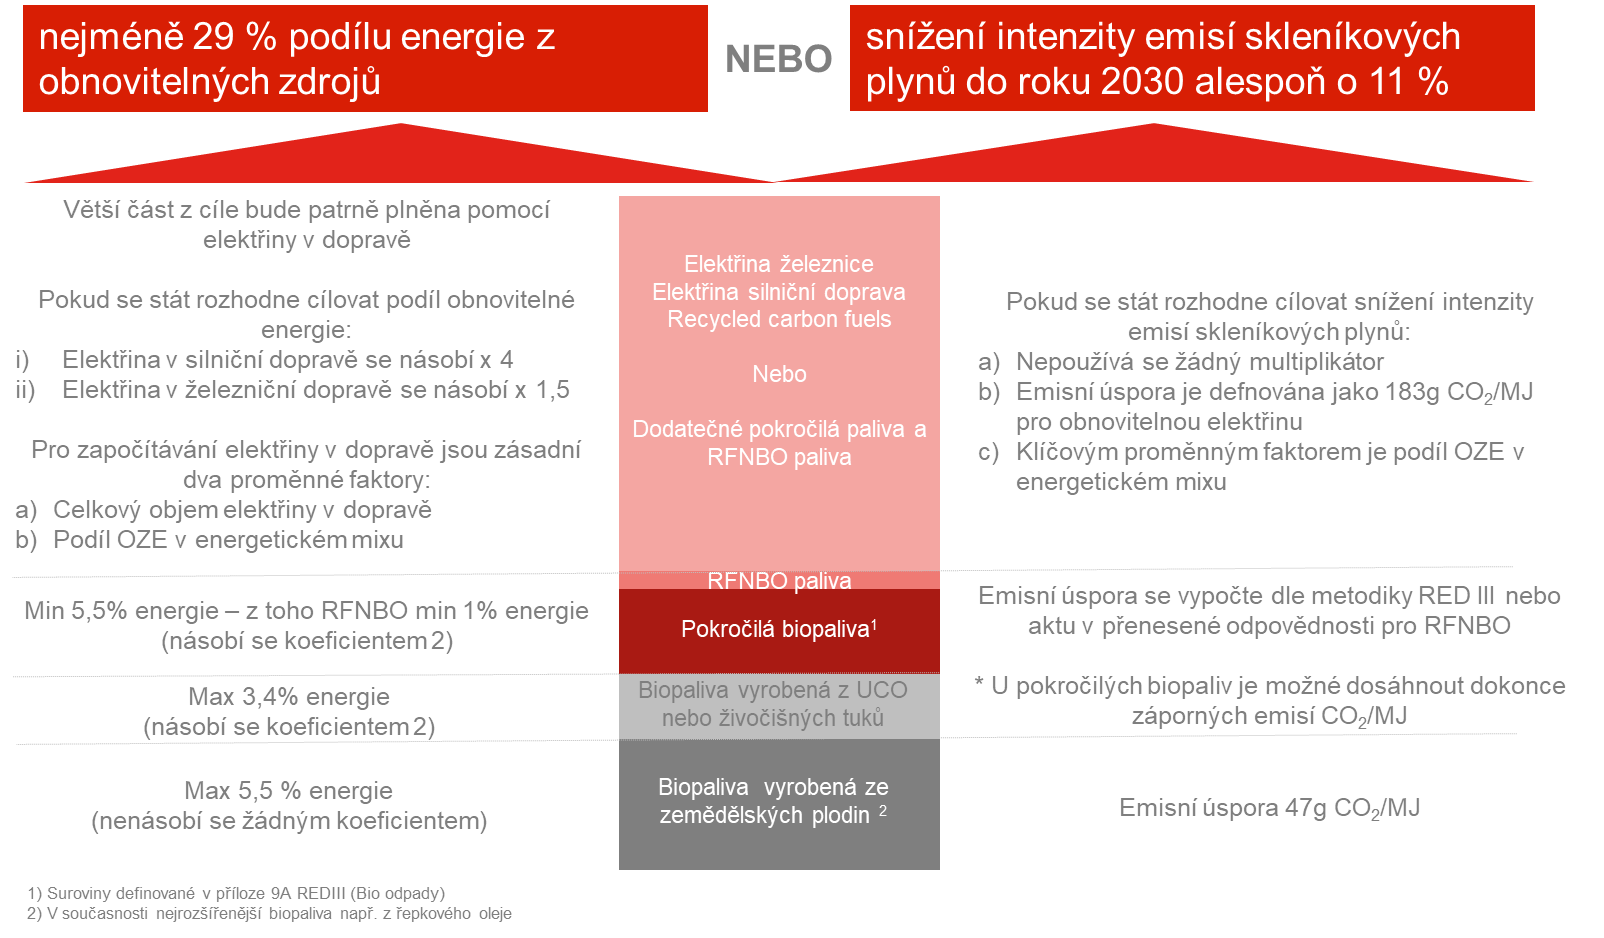 nejméně 29 % podílu energie z
obnovitelných zdrojů
NEBO
snížení intenzity emisí skleníkových
plynů do roku 2030 alespoň o 11 %
Větší část z cíle bude patrně plněna pomocí
elektřiny v dopravě
Pokud se stát rozhodne cílovat podíl obnovitelné
energie:
i) Elektřina v silniční dopravě se násobí x 4
ii) Elektřina v železniční dopravě se násobí x 1,5
Pro započítávání elektřiny v dopravě jsou zásadní
dva proměnné faktory:
a) Celkový objem elektřiny v dopravě
b) Podíl OZE v energetickém mixu
Min 5,5% energie – z toho RFNBO min 1% energie
(násobí se koeficientem 2)
Max 3,4% energie
(násobí se koeficientem 2)
Max 5,5 % energie
(nenásobí se žádným koeficientem)
Elektřina železnice
Elektřina silniční doprava
Recycled carbon fuels
Nebo
Dodatečné pokročilá paliva a
RFNBO paliva
RFNBO paliva
Pokročilá biopaliva1
Biopaliva vyrobená z UCO
nebo živočišných tuků
Biopaliva vyrobená ze
zemědělských plodin 2
Pokud se stát rozhodne cílovat snížení intenzity
emisí skleníkových plynů:
a) Nepoužívá se žádný multiplikátor
b) Emisní úspora je defnována jako 183g CO2/MJ
pro obnovitelnou elektřinu
c) Klíčovým proměnným faktorem je podíl OZE v
energetickém mixu
Emisní úspora se vypočte dle metodiky RED III nebo
aktu v přenesené odpovědnosti pro RFNBO
* U pokročilých biopaliv je možné dosáhnout dokonce
záporných emisí CO2/MJ
Emisní úspora 47g CO2/MJ
1) Suroviny definované v příloze 9A REDIII (Bio odpady)
2) V současnosti nejrozšířenější biopaliva např. z řepkového oleje